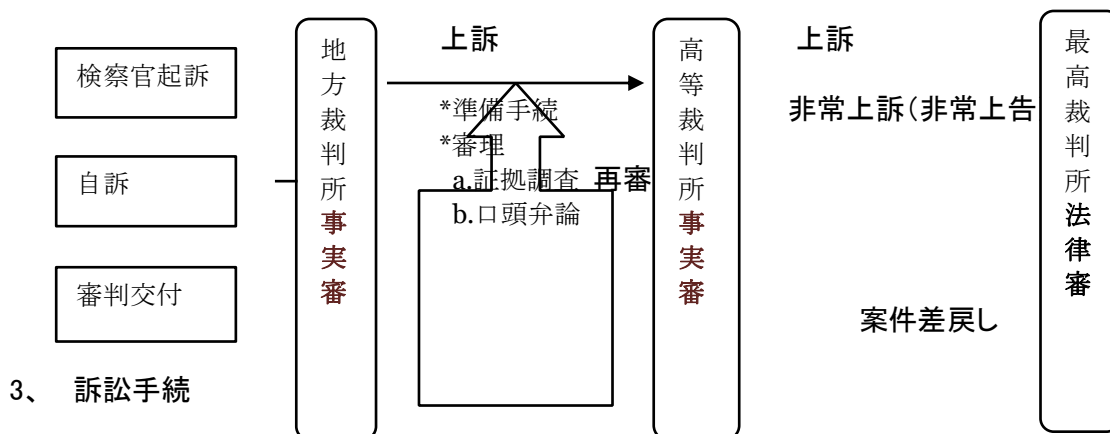 検察官起訴
自訴
審判交付
3、 訴訟手続
地方裁判所事実審
上訴
*準備手続
*審理
a.証拠調査
b.口頭弁論
再審
高等裁判所事実審
上訴
非常上訴(非常上告
案件差戻し
最高裁判所法律審